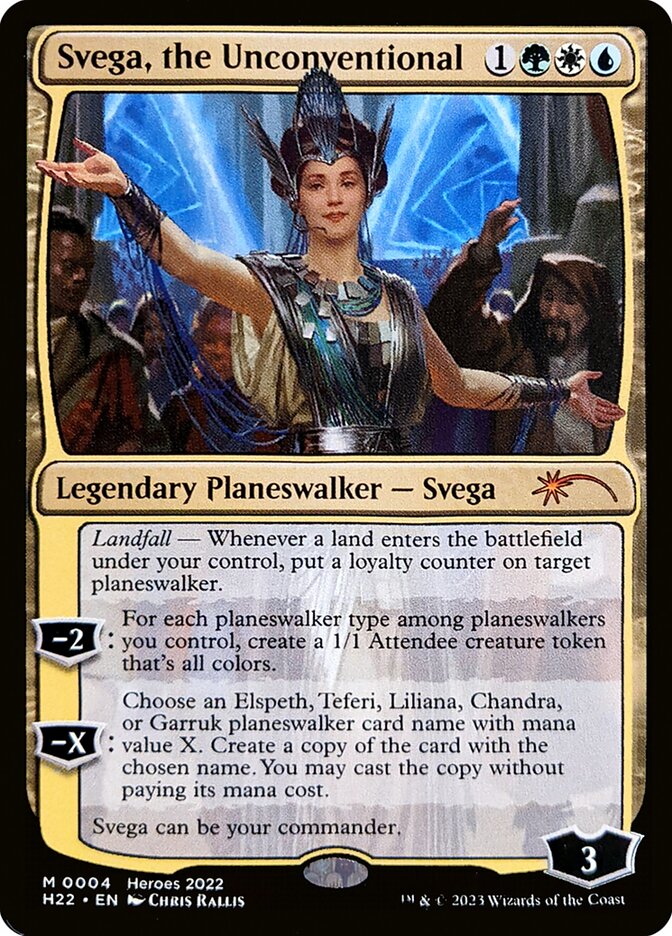 Svega, the Unconventional 1
Legendary Planeswalker — Svega
Landfall — Whenever a land enters the battlefield
under your control, put a loyalty counter on target
planeswalker.
−2 : For each planeswalker type among planeswalkers
you control, create a 1/1 Attendee creature token
that's all colors.
−X : Choose an Elspeth, Teferi, Liliana, Chandra,
or Garruk planeswalker card name with mana
value X. Create a copy of the card with the
chosen name. You may cast the copy without
paying its mana cost.
Svega can be your commander.
3
M 0004 Heroes 2022
H22 • EN Chris Rallis
™ & © 2023 Wizards of the Coast